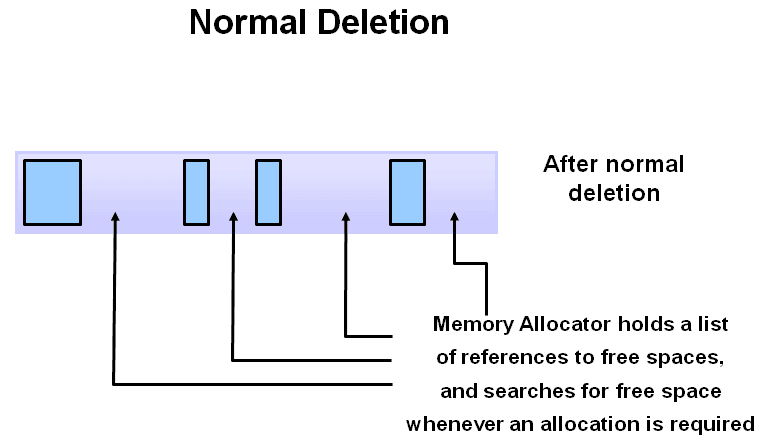 Normal Deletion
After normal
deletion
Memory Allocator holds a list
of references to free spaces,
and searches for free space
whenever an allocation is required